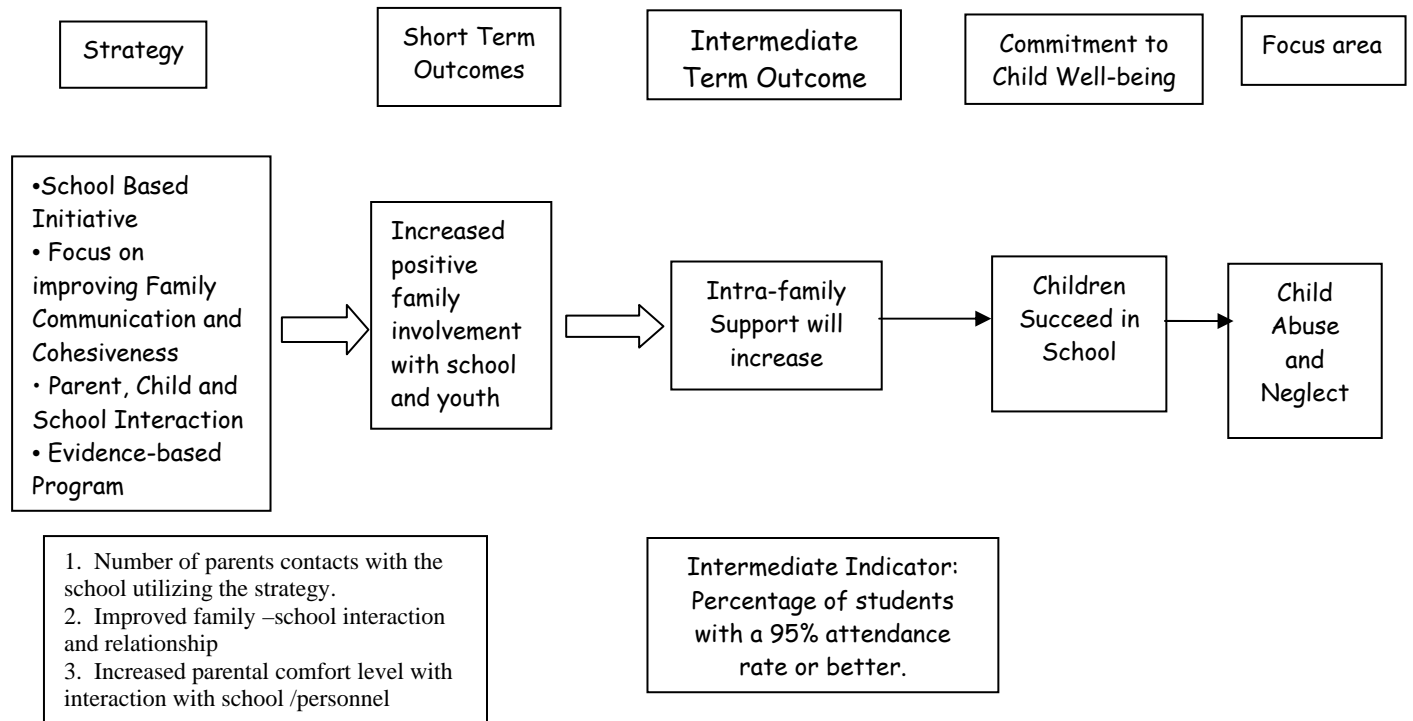 Strategy
Short Term
Outcomes
Intermediate
Term Outcome
Commitment to
Child Well-being
Focus area
•School Based
Initiative
• Focus on
improving Family
Communication and
Cohesiveness
• Parent, Child and
School Interaction
• Evidence-based
Program
Increased
positive
family
involvement
with school
and youth
Intra-family
Support will
increase
Children
Succeed in
School
Child
Abuse
and
Neglect
1. Number of parents contacts with the
school utilizing the strategy.
2. Improved family –school interaction
and relationship
3. Increased parental comfort level with
interaction with school /personnel
Intermediate Indicator:
Percentage of students
with a 95% attendance
rate or better.